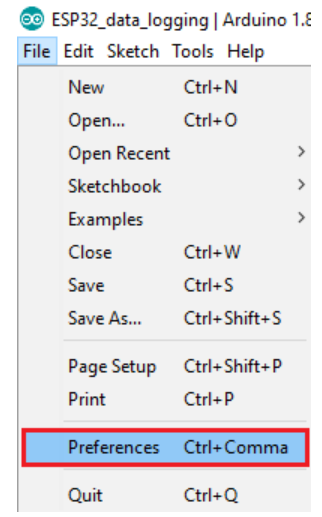 ESP32_data_logging | Arduino 1.8
File Edit Sketch Tools Help
New Ctrl+N
Open... Ctrl+O
Open Recent >
Sketchbook >
Examples >
Close Ctrl+W
Save Ctrl+S
Save As... Ctrl+Shift+S
Page Setup Ctrl+Shift+P
Print Ctrl+P
Preferences Ctrl+Comma
Quit Ctrl+Q